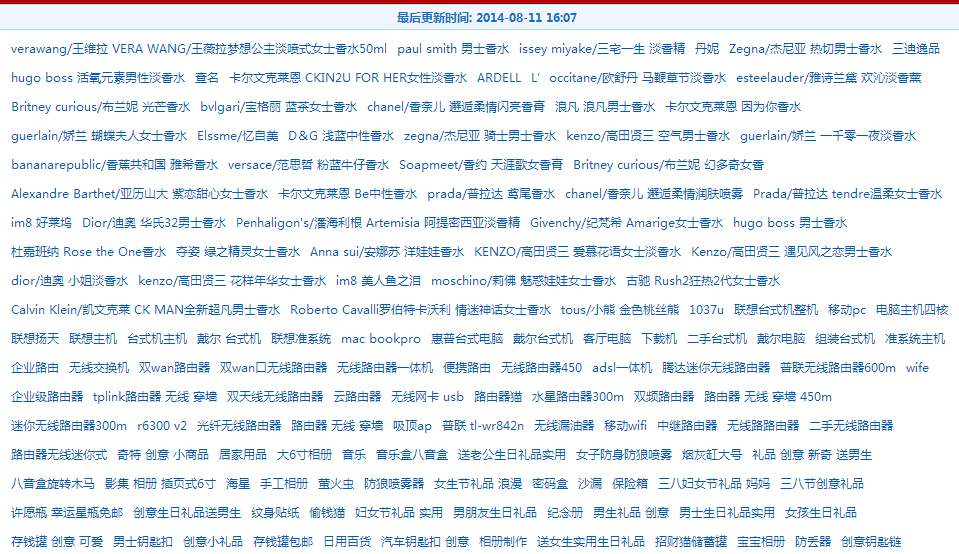 最后更新时间: 2014-08-11 16:07
verawang/王维拉 VERA WANG/王薇拉梦想公主淡喷式女士香水50ml paul smith 男士香水 issey miyake/三宅一生 淡香精 丹妮 Zegna/杰尼亚 热切男士香水 三迪逸品
hugo boss 活氧元素男性淡香水 查名 卡尔文克莱恩 CKIN2U FOR HER女性淡香水 ARDELL L' occitane/欧舒丹 马鞭草节淡香水 esteelauder/雅诗兰黛 欢沁淡香薰
Britney curious/布兰妮 光芒香水 bvlgari/宝格丽 蓝茶女士香水 chanel/香奈儿 邂逅柔情闪亮香膏 浪凡 浪凡男士香水 卡尔文克莱恩 因为你香水
guerlain/娇兰 蝴蝶夫人女士香水 Elssme/忆自美 D&G 浅蓝中性香水 zegna/杰尼亚 骑士男士香水 kenzo/高田贤三 空气男士香水 guerlain/娇兰 一千零一夜淡香水
bananarepublic/香蕉共和国 雅希香水 versace/范思哲 粉蓝牛仔香水 Soapmeet/香约 天涯歌女香膏 Britney curious/布兰妮 幻多奇女香
Alexandre Barthet/亚历山大 紫恋甜心女士香水 卡尔文克莱恩 Be中性香水 prada/普拉达 鸢尾香水 chanel/香奈儿 邂逅柔情润肤喷雾 Prada/普拉达 tendre温柔女士香水
im8 好莱坞 Dior/迪奥 华氏32男士香水 Penhaligon's/潘海利根 Artemisia 阿提密西亚淡香精 Givenchy/纪梵希 Amarige女士香水 hugo boss 男士香水
杜嘉班纳 Rose the One香水 夺姿 绿之精灵女士香水 Anna sui/安娜苏 洋娃娃香水 KENZO/高田贤三 爱慕花语女士淡香水 Kenzo/高田贤三 遇见风之恋男士香水
dior/迪奥 小姐淡香水 kenzo/高田贤三 花样年华女士香水 im8 美人鱼之泪 moschino/莉佛 魅惑娃娃女士香水 古驰 Rush2狂热2代女士香水
Calvin Klein/凯文克莱 CK MAN全新超凡男士香水 Roberto Cavalli罗伯特卡沃利 情迷神话女士香水 tous/小熊 金色桃丝熊 1037u 联想台式机整机 移动pc 电脑主机四核
联想扬天 联想主机 台式机主机 戴尔 台式机 联想准系统 mac bookpro 惠普台式电脑 戴尔台式机 客厅电脑 下载机 二手台式机 戴尔电脑 组装台式机 准系统主机
企业路由 无线交换机 双wan路由器 双wan口无线路由器 无线路由器一体机 便携路由 无线路由器450 adsl一体机 腾达迷你无线路由器 普联无线路由器600m wife
企业级路由器 tplink路由器 无线 穿墙 双天线无线路由器 云路由器 无线网卡 usb 路由器猫 水星路由器300m 双频路由器 路由器 无线 穿墙 450m
迷你无线路由器300m r6300 v2 光纤无线路由器 路由器 无线 穿墙 吸顶ap 普联 tl-wr842n 无线漏油器 移动wifi 中继路由器 无线路路由器 二手无线路由器
路由器无线迷你式 奇特 创意 小商品 居家用品 大6寸相册 音乐 音乐盒八音盒 送老公生日礼品实用 女子防身防狼喷雾 烟灰缸大号 礼品 创意 新奇 送男生
八音盒旋转木马 影集 相册 插页式6寸 海星 手工相册 萤火虫 防狼喷雾器 女生节礼品 浪漫 密码盒 沙漏 保险箱 三八妇女节礼品 妈妈 三八节创意礼品
许愿瓶 幸运星瓶免邮 创意生日礼品送男生 纹身贴纸 偷钱猫 妇女节礼品 实用 男朋友生日礼品 纪念册 男生礼品 创意 男士生日礼品实用 女孩生日礼品
存钱罐 创意 可爱 男士钥匙扣 创意小礼品 存钱罐包邮 日用百货 汽车钥匙扣 创意 相册制作 送女生实用生日礼品 招财猫储蓄罐 宝宝相册 防丢器 创意钥匙链